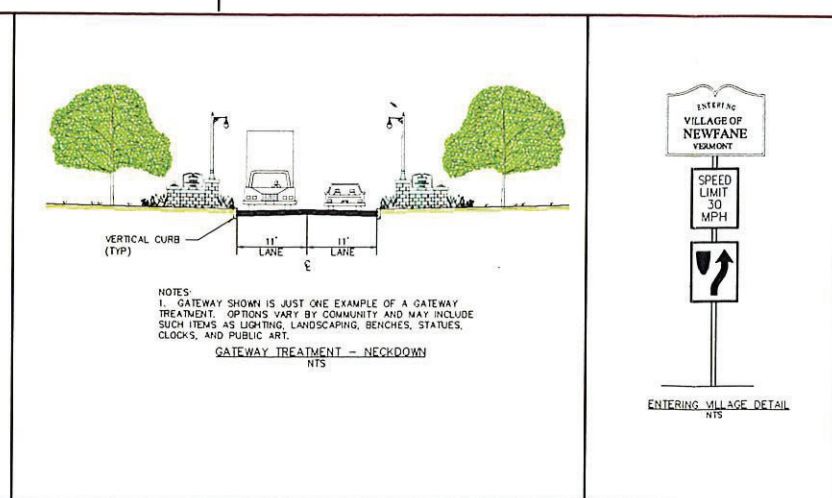 VERTICAL CURB
(TYP)
11'
LANE
11'
LANE
℄
NOTES:
1. GATEWAY SHOWN IS JUST ONE EXAMPLE OF A GATEWAY
TREATMENT. OPTIONS VARY BY COMMUNITY AND MAY INCLUDE
SUCH ITEMS AS LIGHTING, LANDSCAPING, BENCHES, STATUES,
CLOCKS, AND PUBLIC ART.
GATEWAY TREATMENT - NECKDOWN
NTS
ENTERING
VILLAGE OF
NEWFANE
VERMONT
SPEED
LIMIT
30
MPH
ENTERING VILLAGE DETAIL
NTS